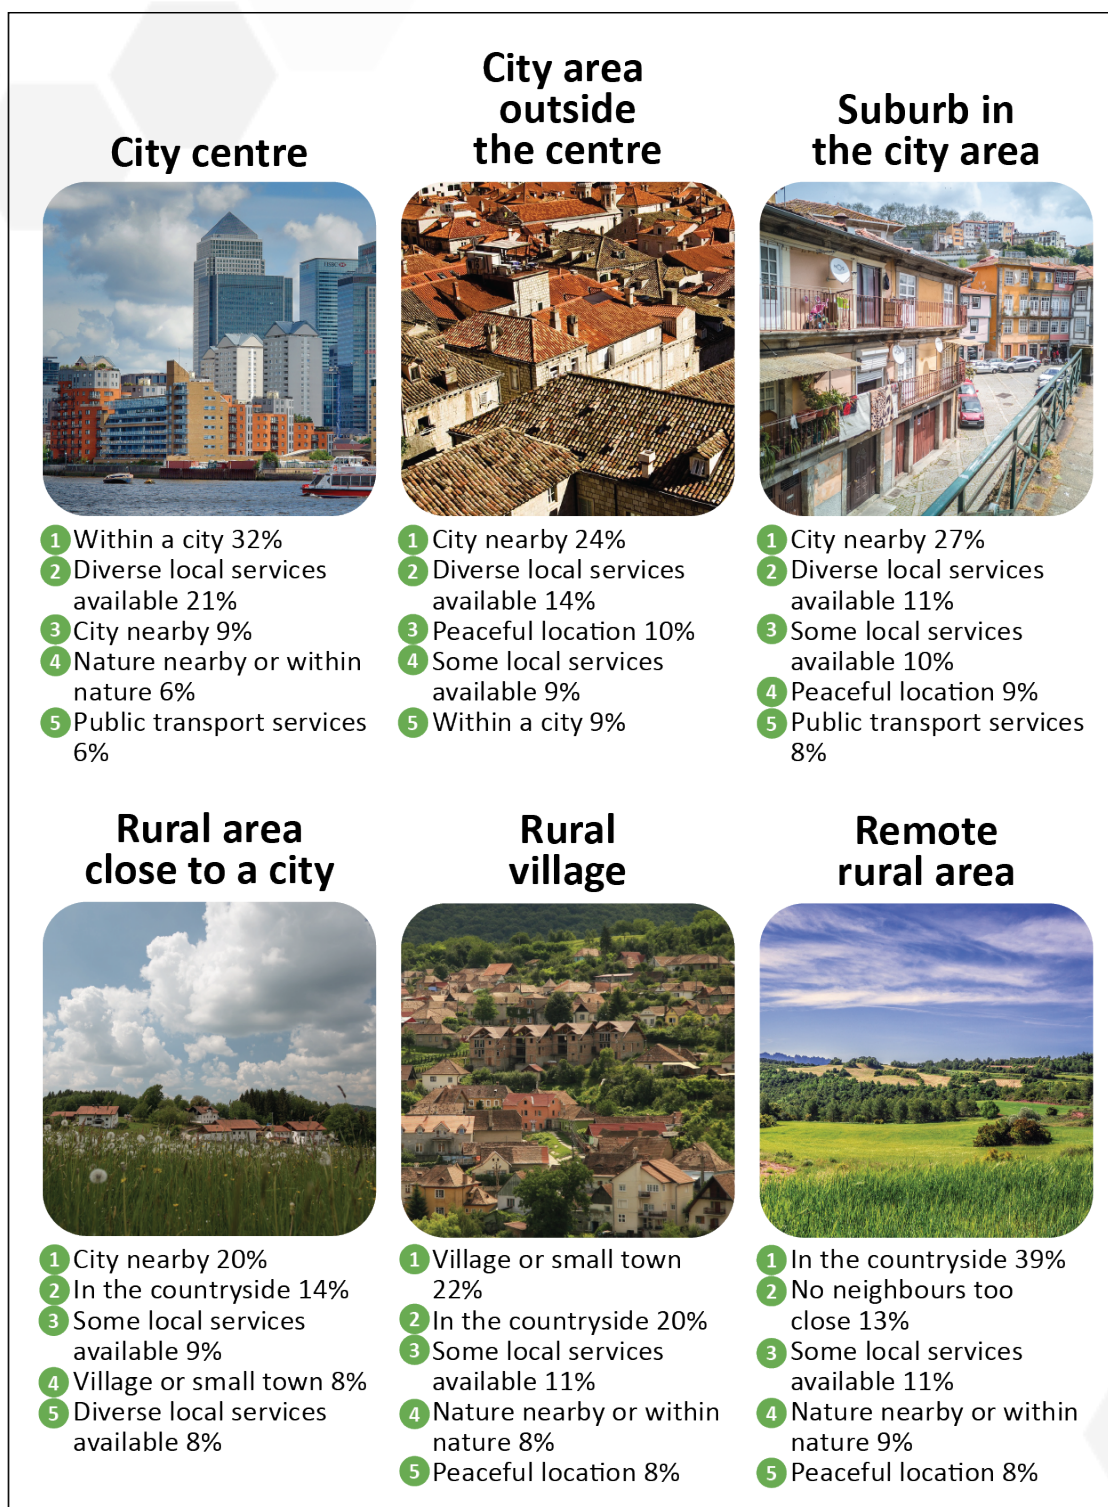 City centre
City area
outside
the centre
Suburb in
the city area
1 Within a city 32%
2 Diverse local services
available 21%
3 City nearby 9%
4 Nature nearby or within
nature 6%
5 Public transport services
6%
1 City nearby 24%
2 Diverse local services
available 14%
3 Peaceful location 10%
4 Some local services
available 9%
5 Within a city 9%
1 City nearby 27%
2 Diverse local services
available 11%
3 Some local services
available 10%
4 Peaceful location 9%
5 Public transport services
8%
Rural area
close to a city
Rural
village
Remote
rural area
1 City nearby 20%
2 In the countryside 14%
3 Some local services
available 9%
4 Village or small town 8%
5 Diverse local services
available 8%
1 Village or small town
22%
2 In the countryside 20%
3 Some local services
available 11%
4 Nature nearby or within
nature 8%
5 Peaceful location 8%
1 In the countryside 39%
2 No neighbours too
close 13%
3 Some local services
available 11%
4 Nature nearby or within
nature 9%
5 Peaceful location 8%